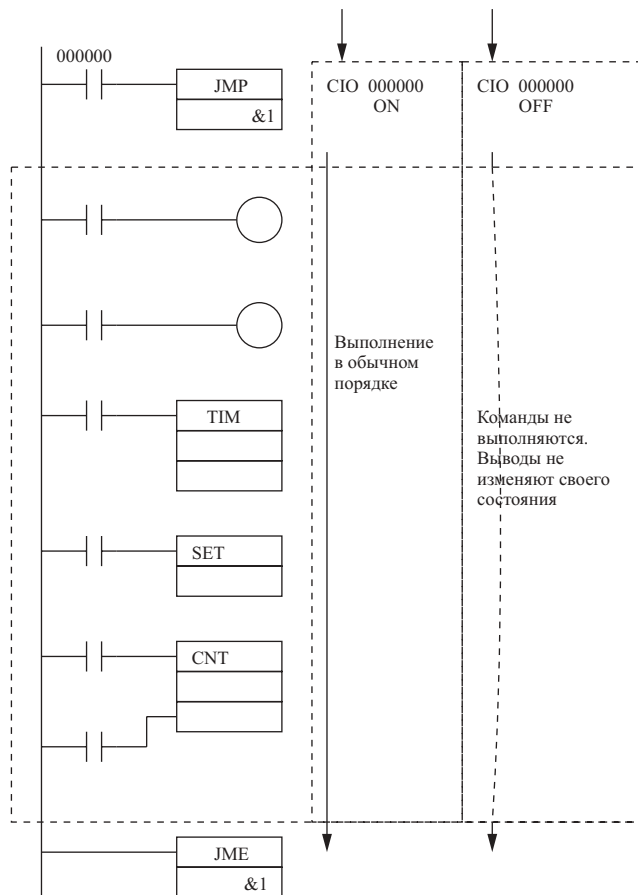 000000
JMP
&1
CIO 000000
ON
CIO 000000
OFF
Выполнение
в обычном
порядке
Команды не
выполняются.
Выводы не
изменяют своего
состояния
TIM
SET
CNT
JME
&1